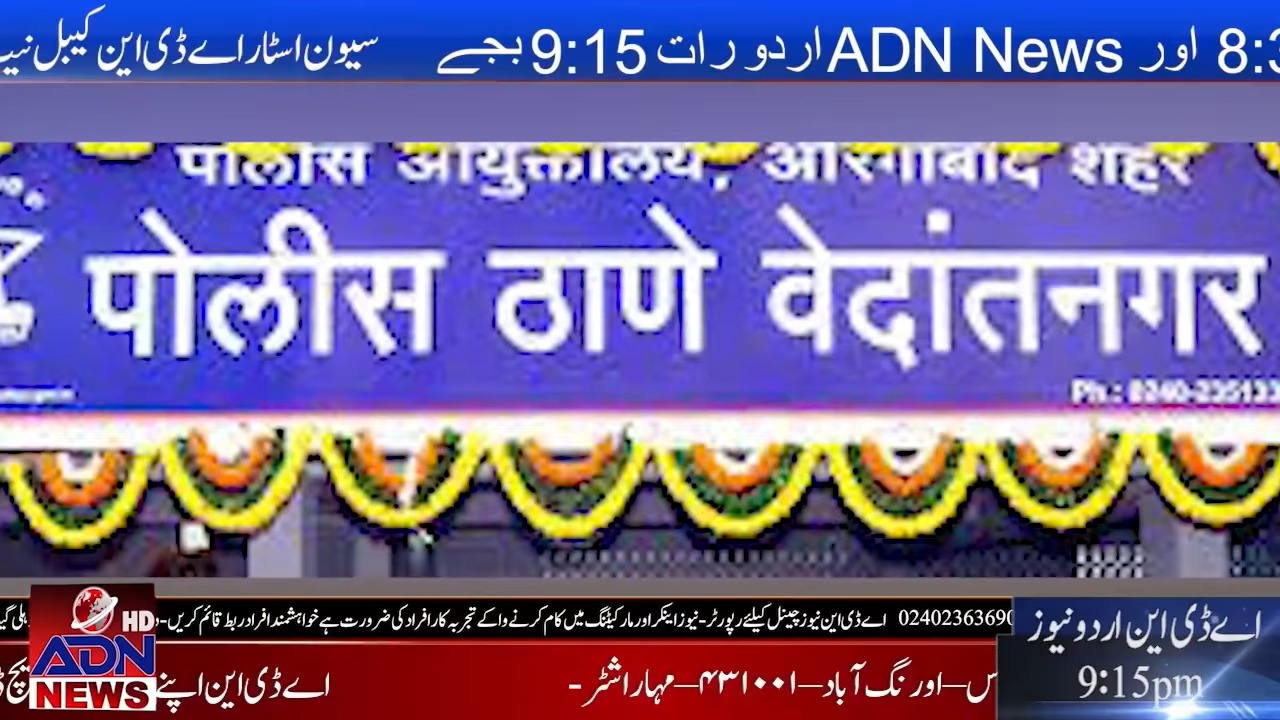 سیون اسٹار اے ڈی این کیبل بجے 9:15 اردو رات ADN News اور
पोलीस आयुक्तालय, औरंगाबाद शहर
पोलीस ठाणे वेदांतनगर
Ph.: 0240-235133
02402363690 اے ڈی این نیوز چینل کیلئے رپورٹر-نیوز اینکر اور مارکیٹنگ میں کام کرنے والے تجربہ کار افراد کی ضرورت ہے خواہشمند افراد ربط قائم کریں-
اے ڈی این اردو نیوز
9:15pm
HD
ADN
NEWS
اے ڈی این اپنے
س–اورنگ آباد–۴۳۱۰۰۱–مہاراشٹر-